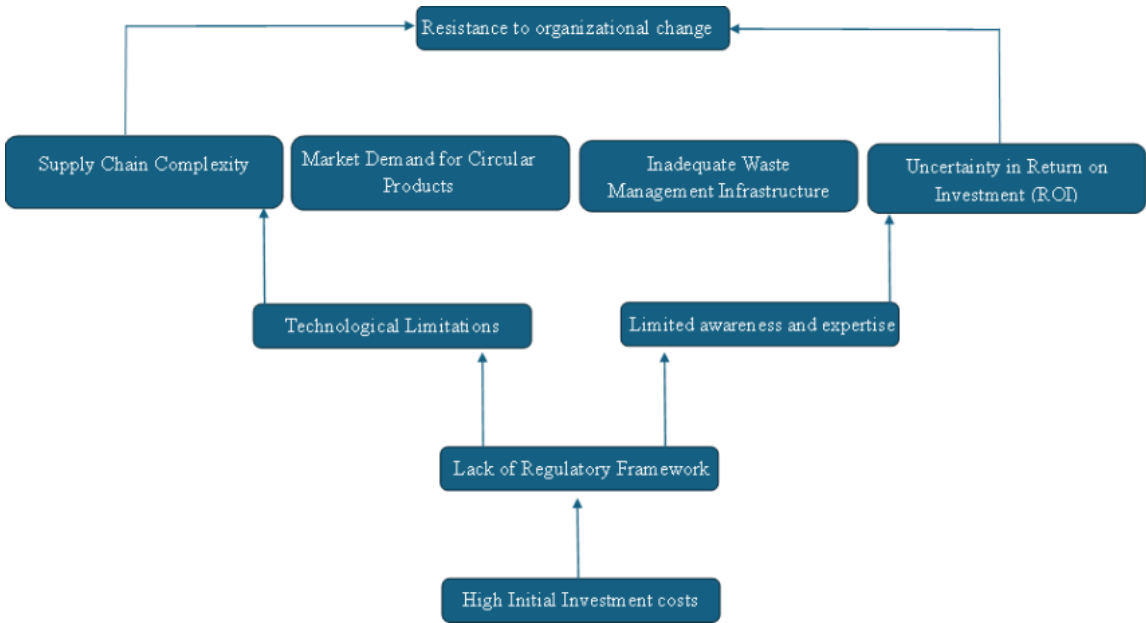 Resistance to organizational change
Supply Chain Complexity
Market Demand for Circular
Products
Inadequate Waste
Management Infrastructure
Uncertainty in Return on
Investment (ROI)
Technological Limitations
Limited awareness and expertise
Lack of Regulatory Framework
High Initial Investment costs